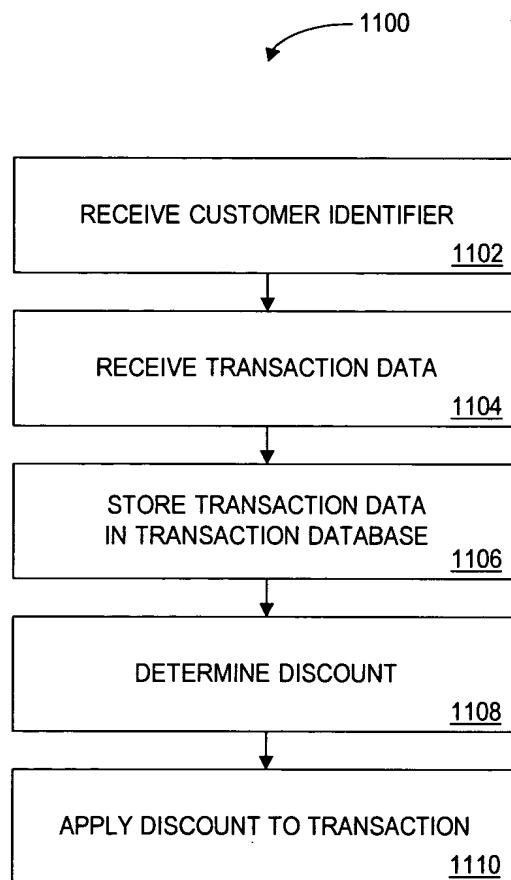 1100
RECEIVE CUSTOMER IDENTIFIER
1102
RECEIVE TRANSACTION DATA
1104
STORE TRANSACTION DATA
IN TRANSACTION DATABASE
1106
DETERMINE DISCOUNT
1108
APPLY DISCOUNT TO TRANSACTION
1110